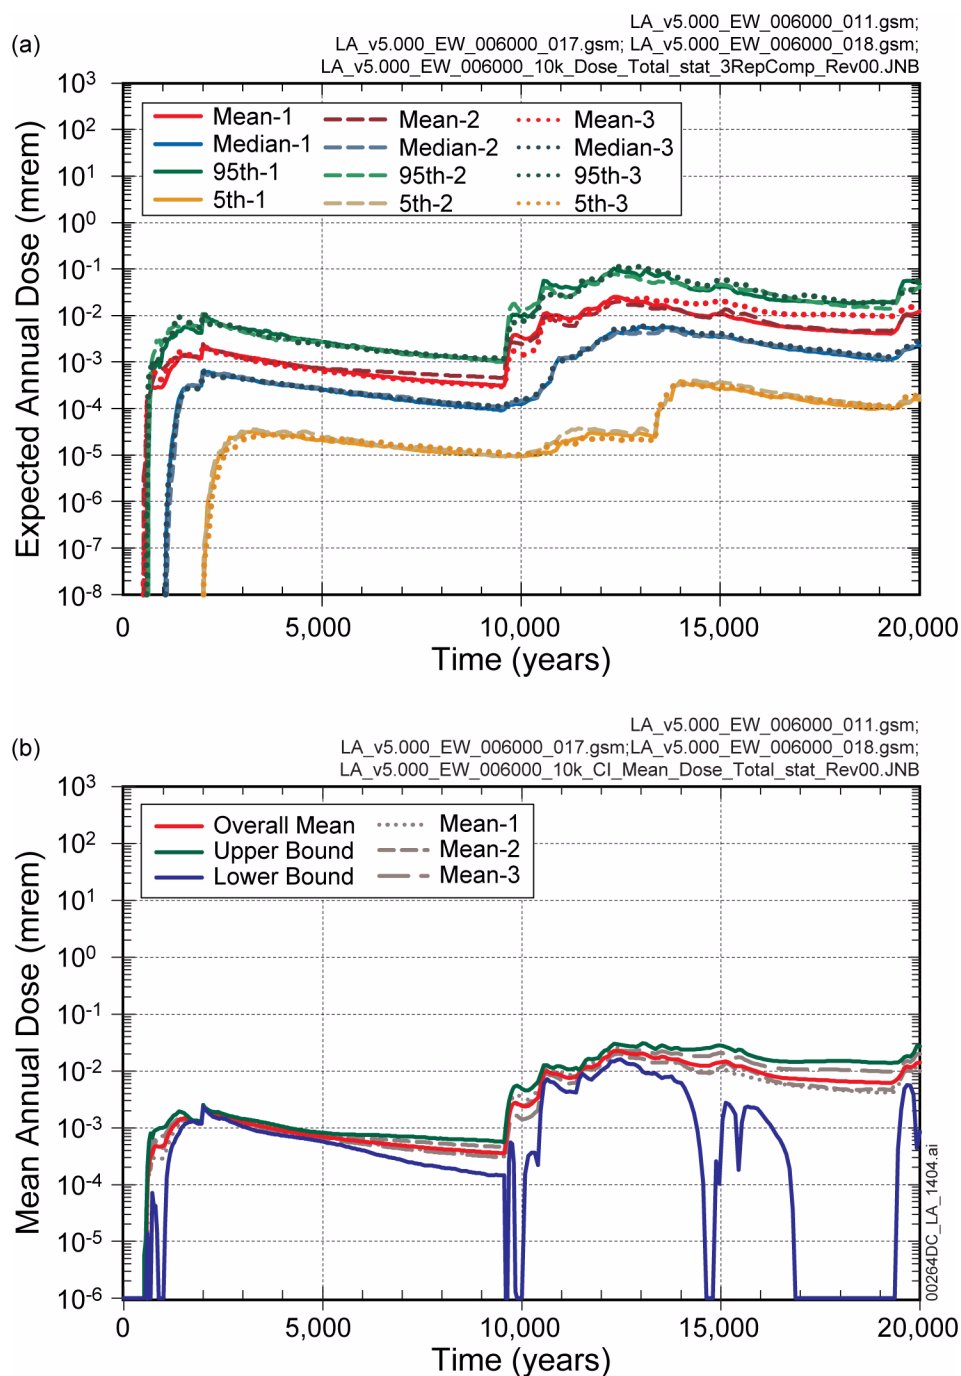 (a)
LA_v5.000_EW_006000_011.gsm;
LA_v5.000_EW_006000_017.gsm; LA_v5.000_EW_006000_018.gsm;
LA_v5.000_EW_006000_10k_Dose_Total_stat_3RepComp_Rev00.JNB
Expected Annual Dose (mrem)
10³
10²
10¹
10⁰
10⁻¹
10⁻²
10⁻³
10⁻⁴
10⁻⁵
10⁻⁶
10⁻⁷
10⁻⁸
Mean-1 Mean-2 Mean-3
Median-1 Median-2 Median-3
95th-1 95th-2 95th-3
5th-1 5th-2 5th-3
0 5,000 10,000 15,000 20,000
Time (years)
(b)
LA_v5.000_EW_006000_011.gsm;
LA_v5.000_EW_006000_017.gsm;LA_v5.000_EW_006000_018.gsm;
LA_v5.000_EW_006000_10k_CI_Mean_Dose_Total_stat_Rev00.JNB
Mean Annual Dose (mrem)
10³
10²
10¹
10⁰
10⁻¹
10⁻²
10⁻³
10⁻⁴
10⁻⁵
10⁻⁶
Overall Mean Mean-1
Upper Bound Mean-2
Lower Bound Mean-3
0 5,000 10,000 15,000 20,000
Time (years)
00264DC_LA_1404.ai